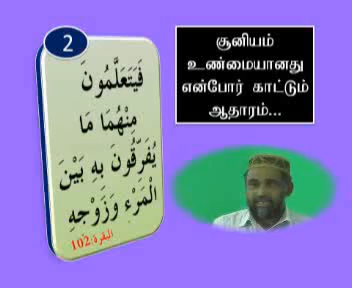 2
فَيَتَعَلَّمُونَ
مِنْهُمَا مَا
يُفَرِّقُونَ بِهِ بَيْنَ
الْمَرْءِ وَزَوْجِهِ
البقرة:102
சூனியம்
உண்மையானது
என்போர் காட்டும்
ஆதாரம்...